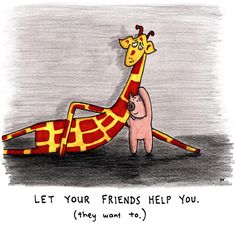 LET YOUR FRIENDS HELP YOU.
(they want to.)